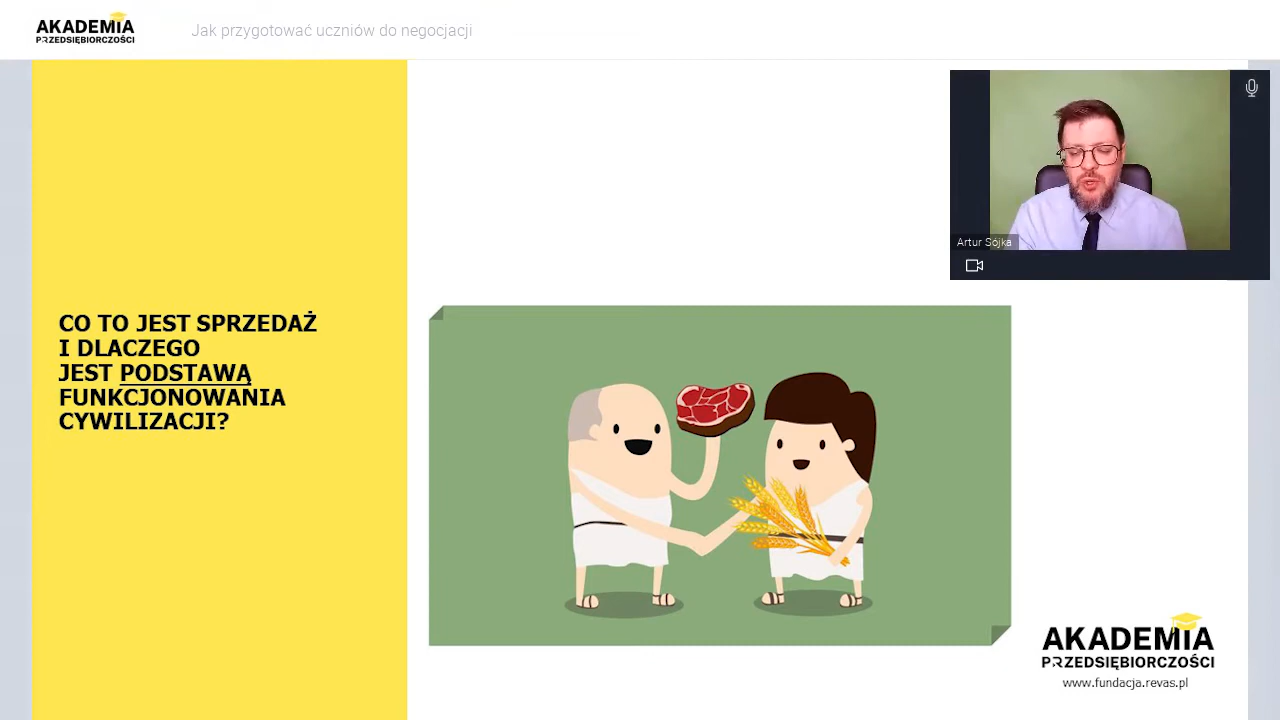 AKADEMIA
PRZEDSIĘBIORCZOŚCI
Jak przygotować uczniów do negocjacji
Artur Sójka
CO TO JEST SPRZEDAŻ
I DLACZEGO
JEST PODSTAWĄ
FUNKCJONOWANIA
CYWILIZACJI?
AKADEMIA
PRZEDSIĘBIORCZOŚCI
www.fundacja.revas.pl